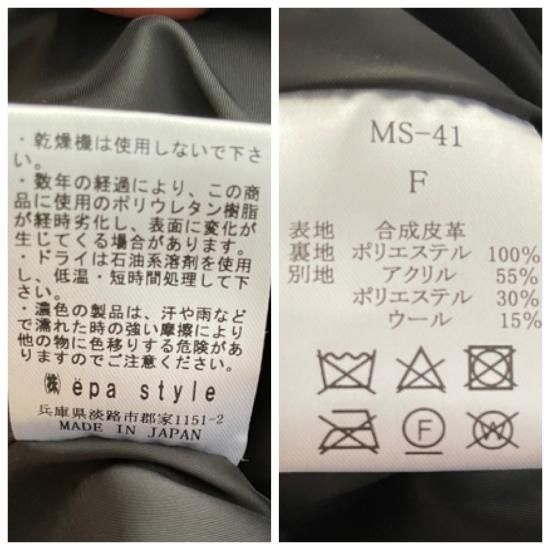 ・乾燥機は使用しないで下さ
い。
・数年の経過により、この商
品に使用のポリウレタン樹脂
が経時劣化し、表面に変化が
生じてくる場合があります。
・ドライは石油系溶剤を使用
し、低温・短時間処理して下
さい。
・濃色の製品は、汗や雨など
で濡れた時の強い摩擦により
他の物に色移りする危険があ
りますのでご注意ください。
㈱ëpa style
兵庫県淡路市郡家1151-2
MADE IN JAPAN
MS-41
F
表地 合成皮革
裏地 ポリエステル 100%
別地 アクリル 55%
ポリエステル 30%
ウール 15%
F
W